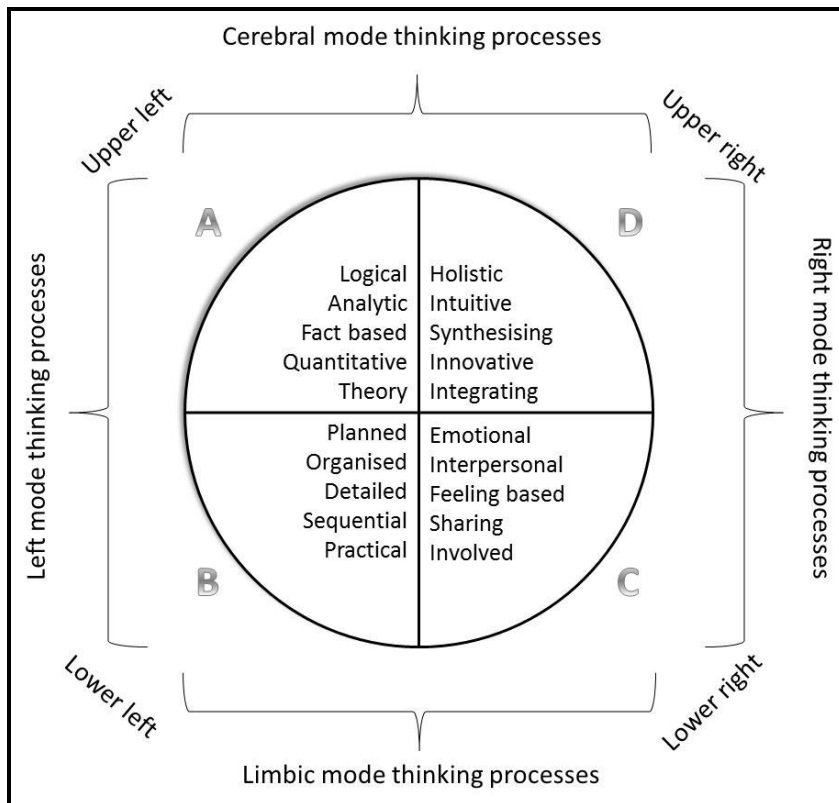 Cerebral mode thinking processes
Upper left
Upper right
A
D
Left mode thinking processes
Right mode thinking processes
Logical
Analytic
Fact based
Quantitative
Theory
Holistic
Intuitive
Synthesising
Innovative
Integrating
Planned
Organised
Detailed
Sequential
Practical
Emotional
Interpersonal
Feeling based
Sharing
Involved
B
C
Lower left
Lower right
Limbic mode thinking processes